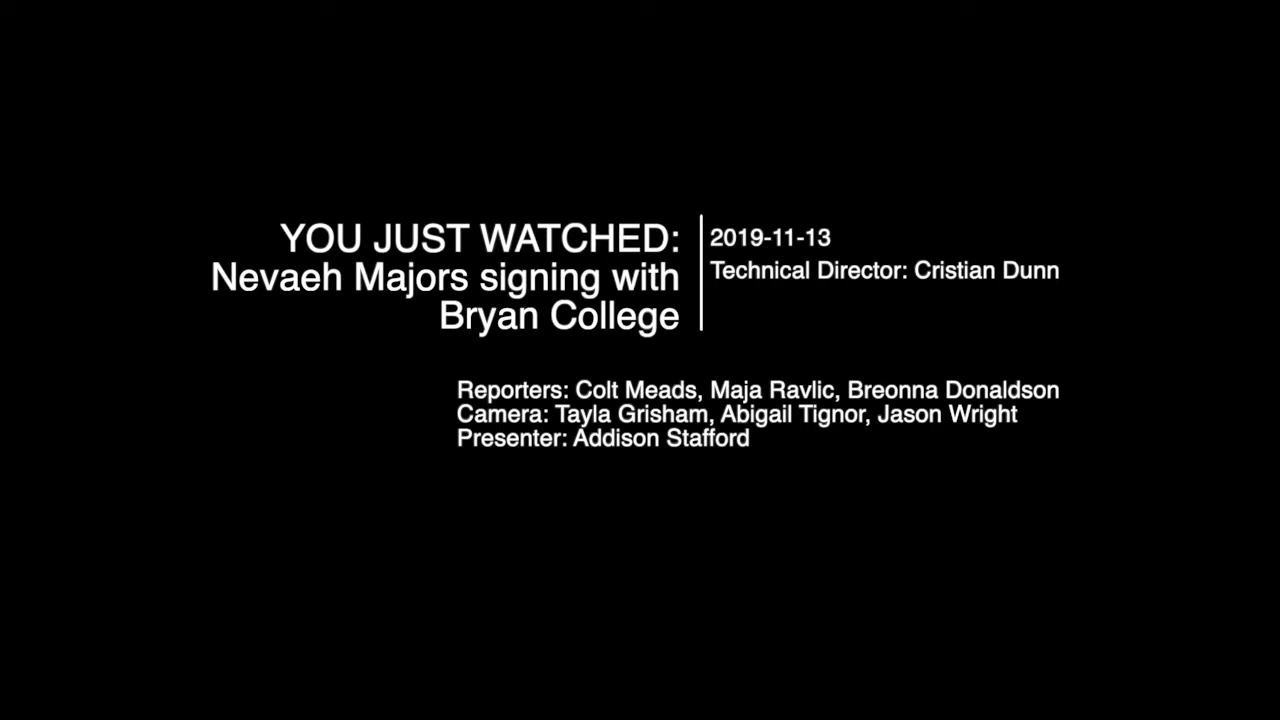 YOU JUST WATCHED:
Nevaeh Majors signing with
Bryan College
2019-11-13
Technical Director: Cristian Dunn
Reporters: Colt Meads, Maja Ravlic, Breonna Donaldson
Camera: Tayla Grisham, Abigail Tignor, Jason Wright
Presenter: Addison Stafford